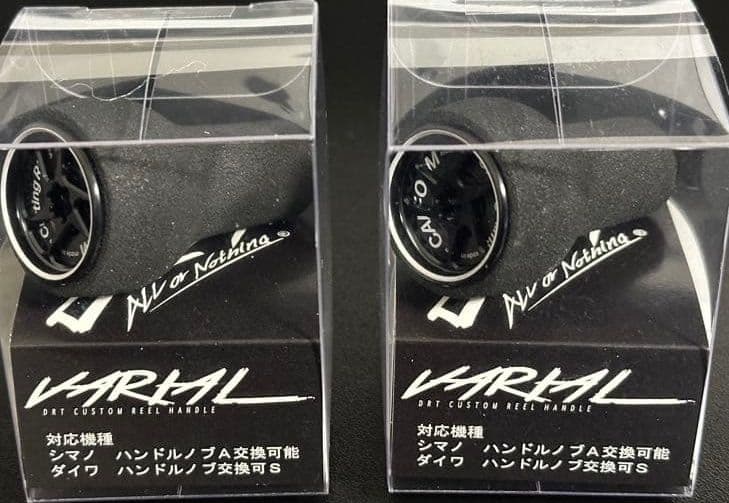 All or Nothing ®
VARIAL
DRT CUSTOM REEL HANDLE
対応機種
シマノ ハンドルノブA交換可能
ダイワ ハンドルノブ交換可S
All or Nothing ®
VARIAL
DRT CUSTOM REEL HANDLE
対応機種
シマノ ハンドルノブA交換可能
ダイワ ハンドルノブ交換可S